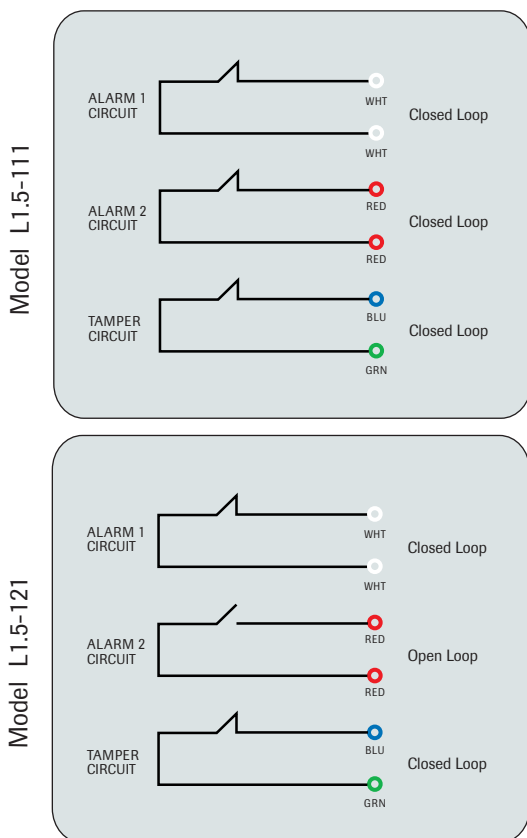 Model L1.5-111
ALARM 1
CIRCUIT
WHT
WHT
Closed Loop
ALARM 2
CIRCUIT
RED
RED
Closed Loop
TAMPER
CIRCUIT
BLU
GRN
Closed Loop
Model L1.5-121
ALARM 1
CIRCUIT
WHT
WHT
Closed Loop
ALARM 2
CIRCUIT
RED
RED
Open Loop
TAMPER
CIRCUIT
BLU
GRN
Closed Loop